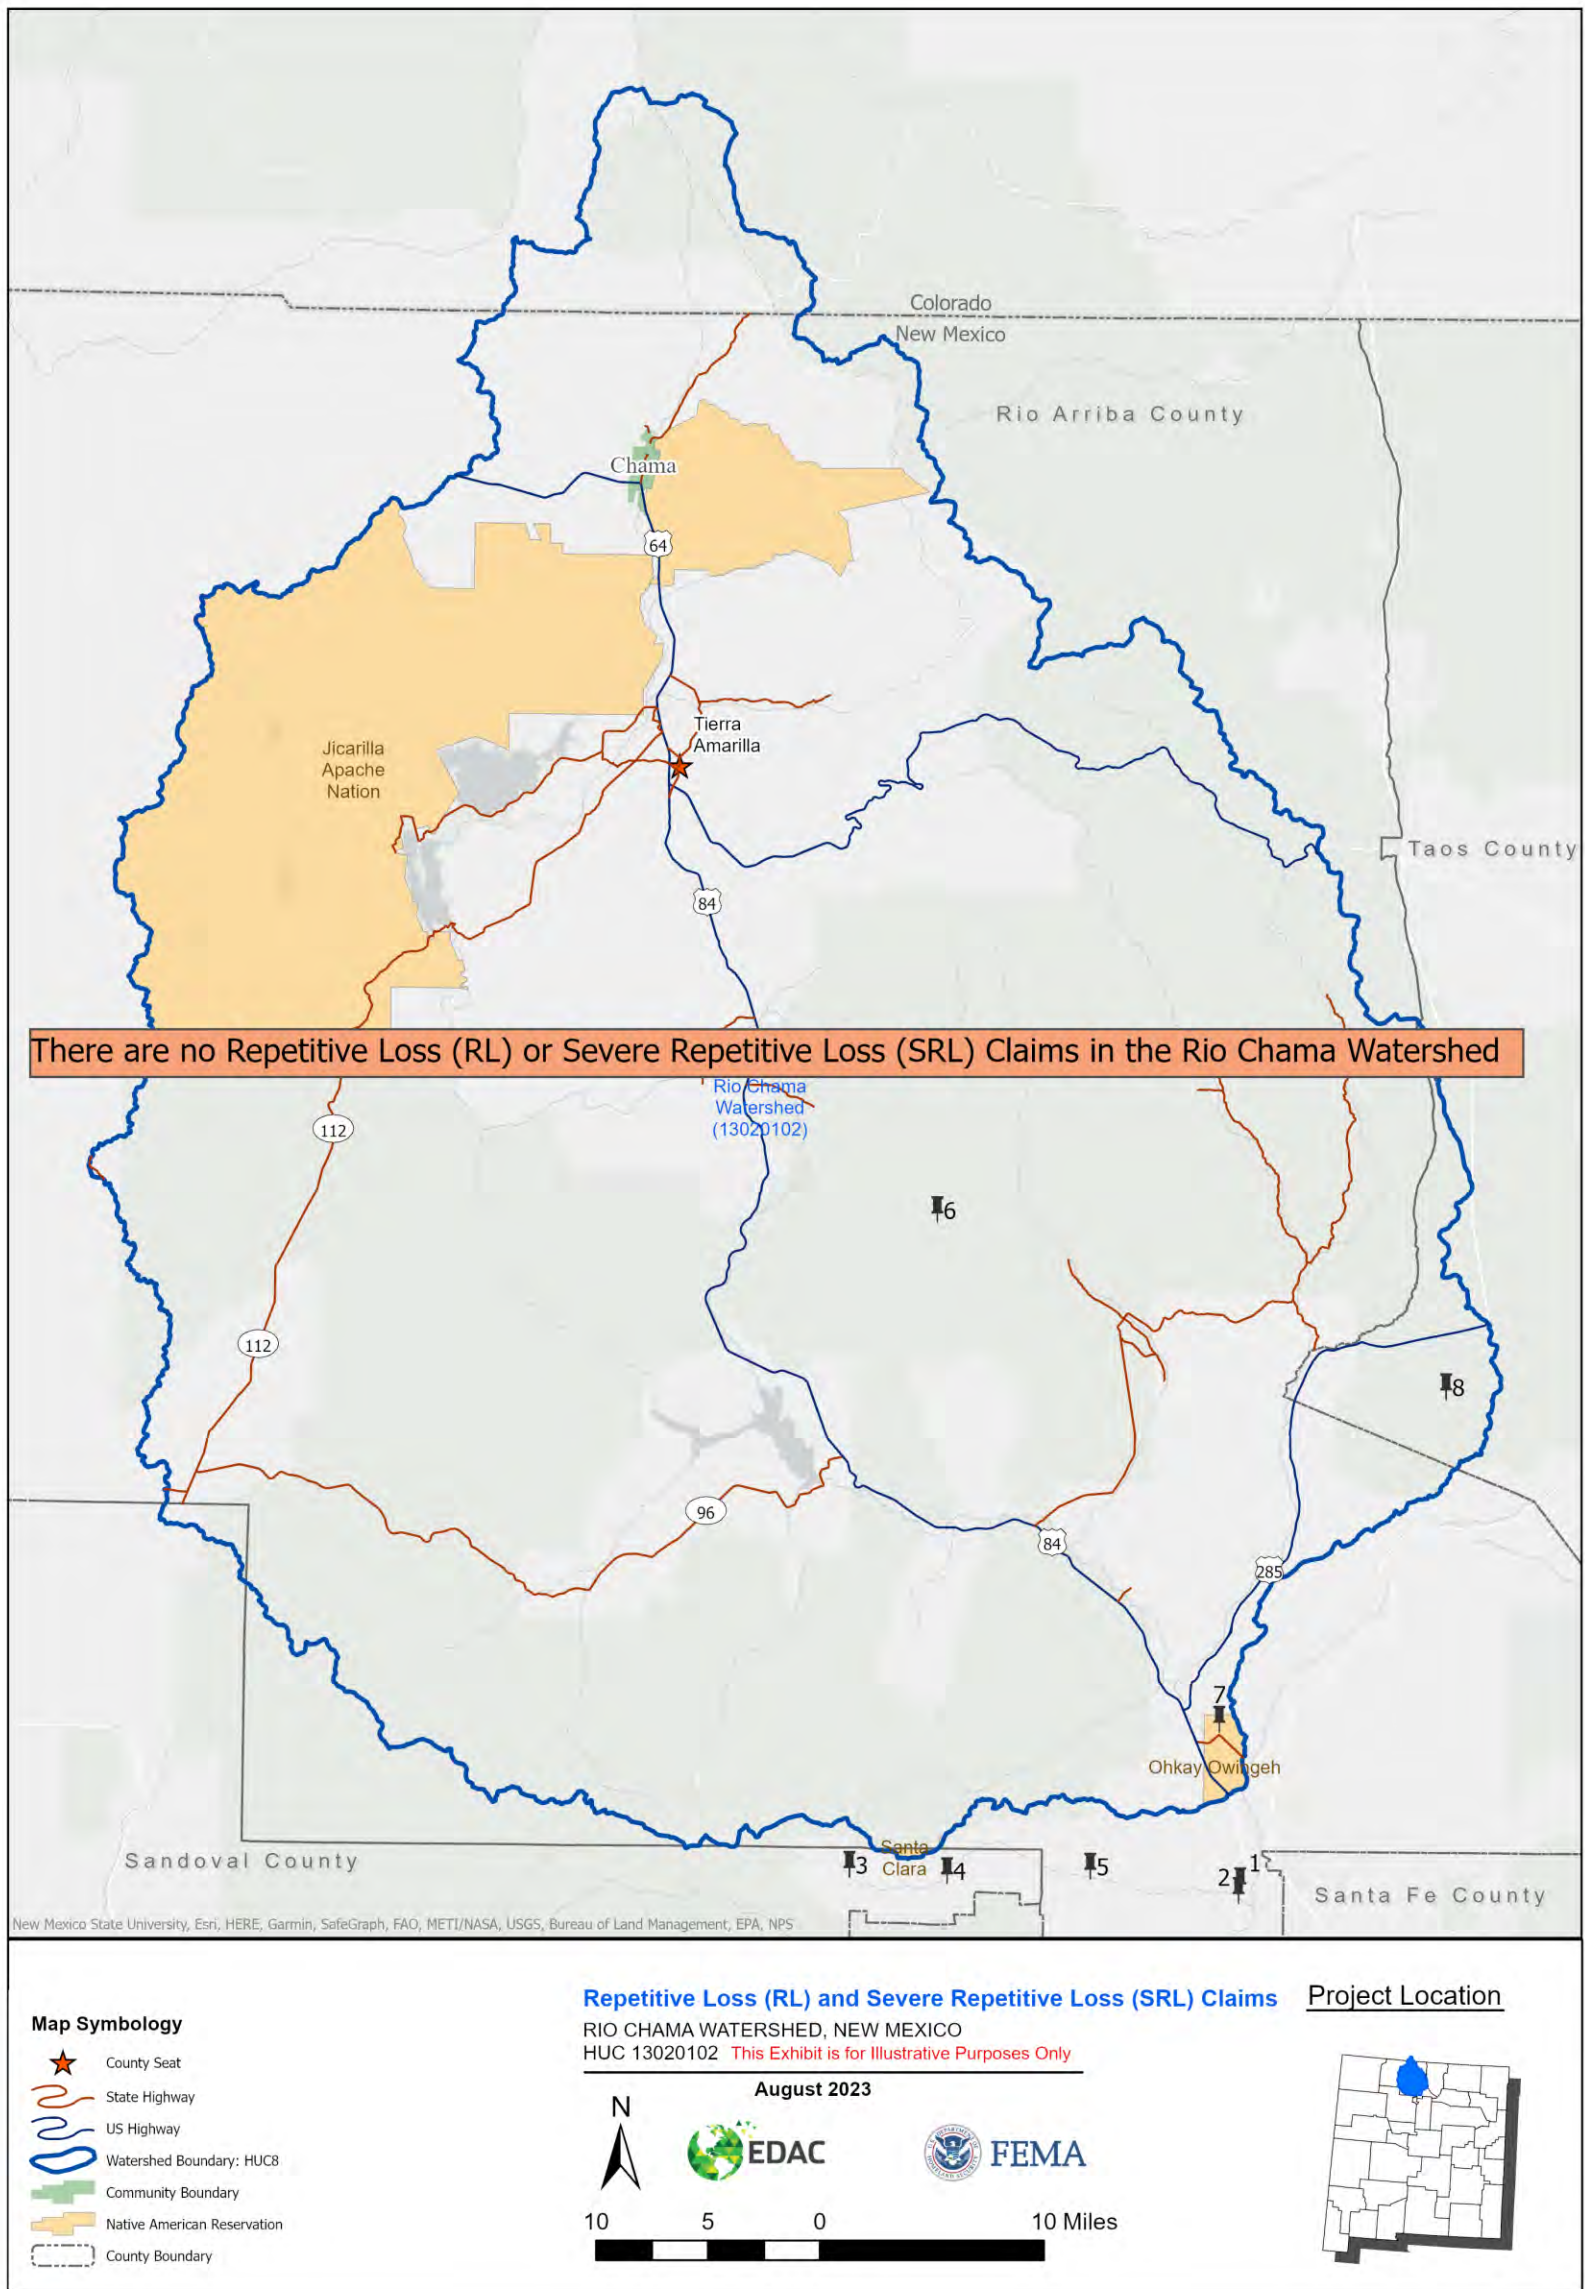 Colorado
New Mexico
Rio Arriba County
Chama
64
Tierra
Amarilla
Jicarilla
Apache
Nation
Taos County
84
There are no Repetitive Loss (RL) or Severe Repetitive Loss (SRL) Claims in the Rio Chama Watershed
Rio Chama
Watershed
(13020102)
112
6
112
8
96
84
285
7
Ohkay Owingeh
Santa
Clara
Sandoval County
3
4
5
2
1
Santa Fe County
New Mexico State University, Esri, HERE, Garmin, SafeGraph, FAO, METI/NASA, USGS, Bureau of Land Management, EPA, NPS
Map Symbology
County Seat
State Highway
US Highway
Watershed Boundary: HUC8
Community Boundary
Native American Reservation
County Boundary
Repetitive Loss (RL) and Severe Repetitive Loss (SRL) Claims
RIO CHAMA WATERSHED, NEW MEXICO
HUC 13020102 This Exhibit is for Illustrative Purposes Only
August 2023
N
EDAC
FEMA
10 5 0 10 Miles
Project Location